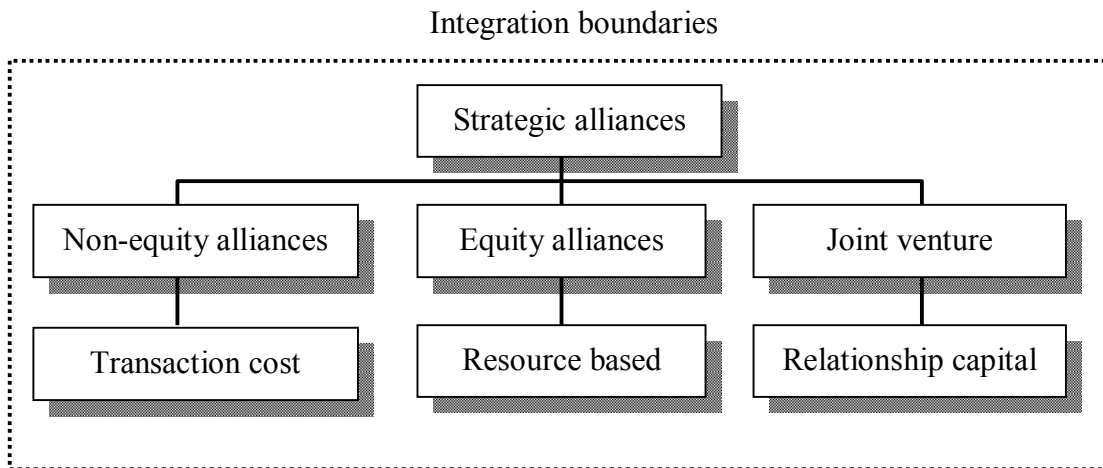 Integration boundaries
Strategic alliances
Non-equity alliances
Equity alliances
Joint venture
Transaction cost
Resource based
Relationship capital